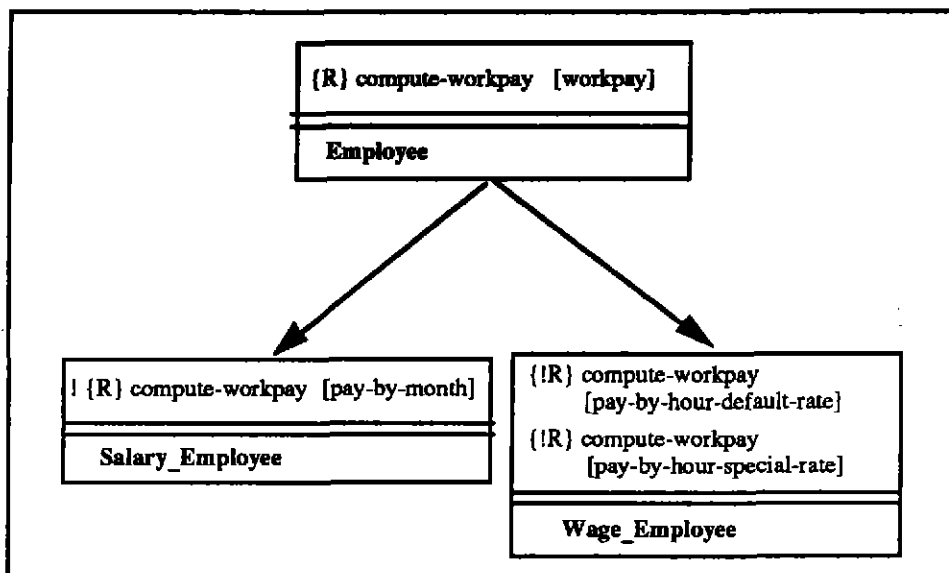 {R} compute-workpay [workpay]
Employee
! {R} compute-workpay [pay-by-month]
Salary_Employee
{!R} compute-workpay
[pay-by-hour-default-rate]
{!R} compute-workpay
[pay-by-hour-special-rate]
Wage_Employee